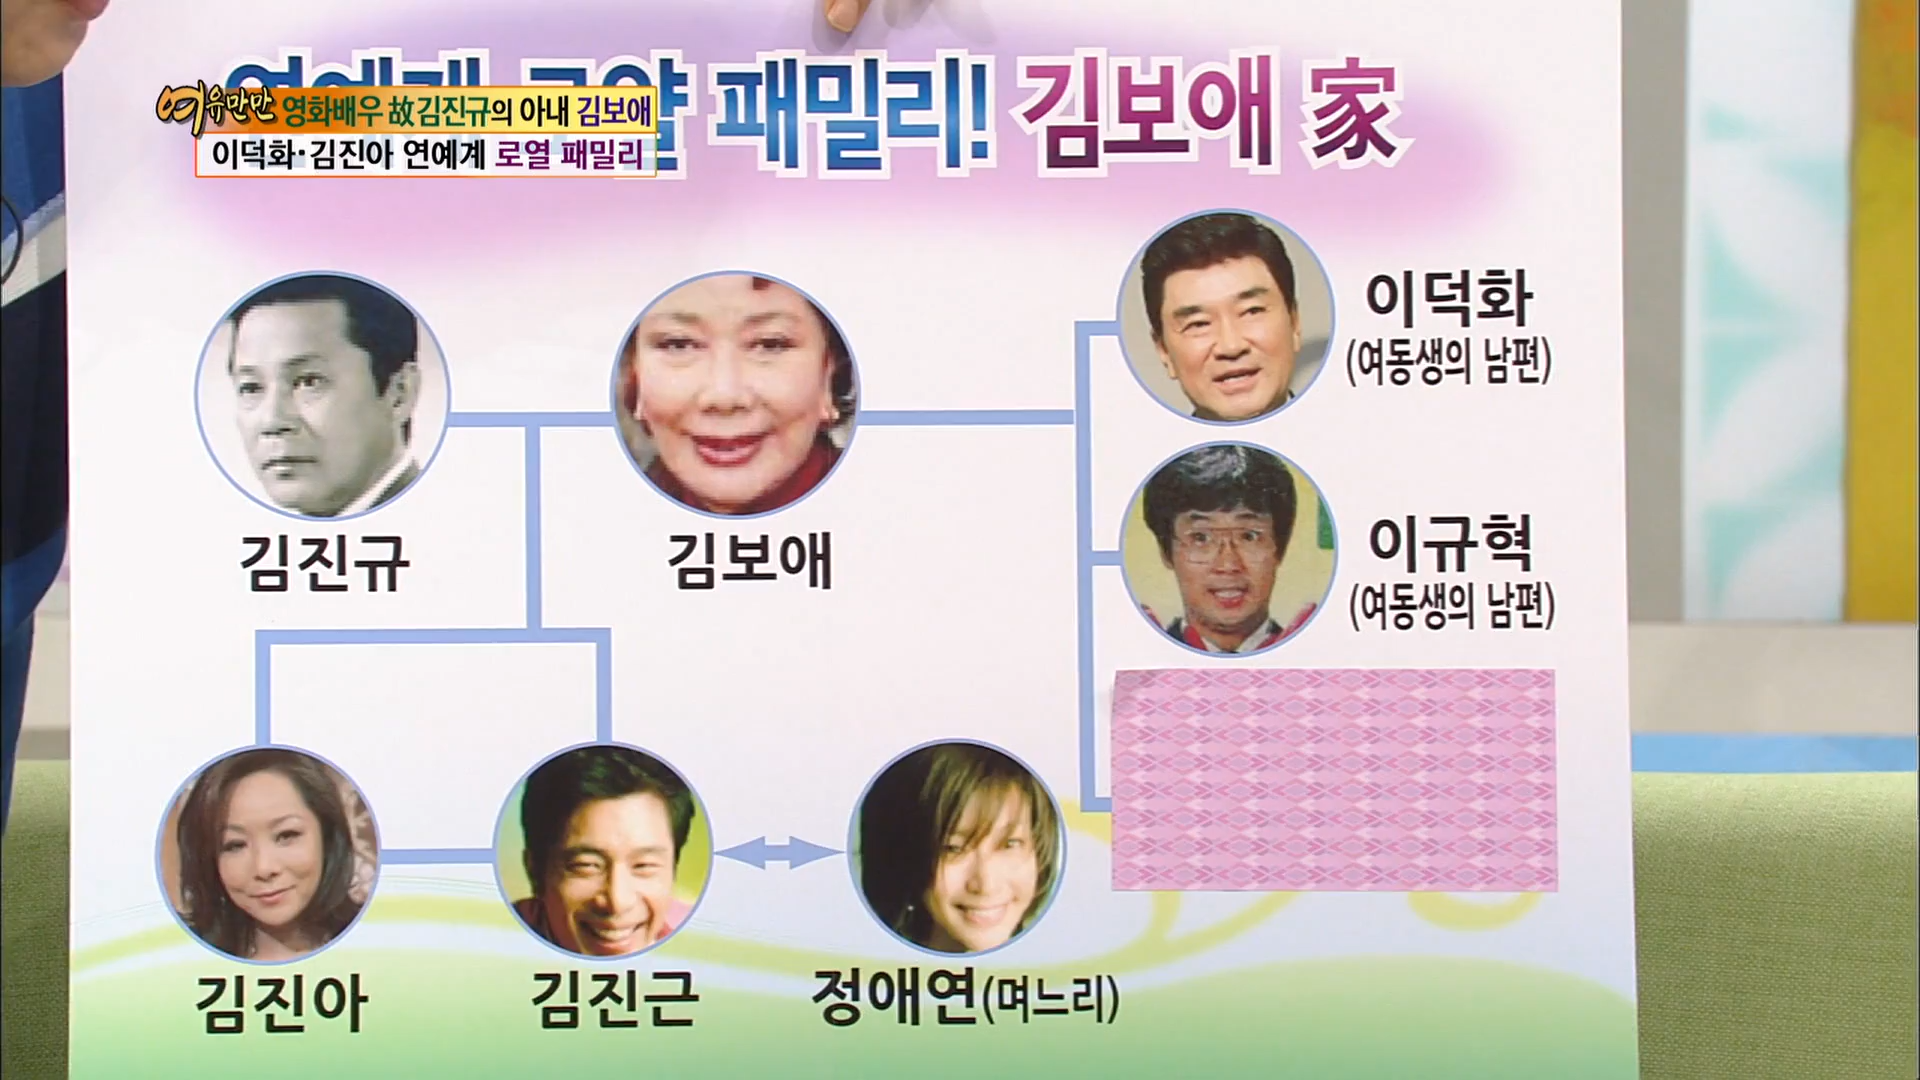 패밀리! 김보애 家
여유만만 영화배우 故김진규의 아내 김보애
이덕화·김진아 연예계 로열 패밀리
이덕화
(여동생의 남편)
이규혁
(여동생의 남편)
김진규
김보애
김진아
김진근
정애연(며느리)